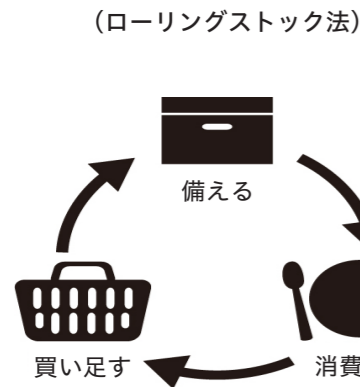 （ローリングストック法）
備える
買い足す
消費